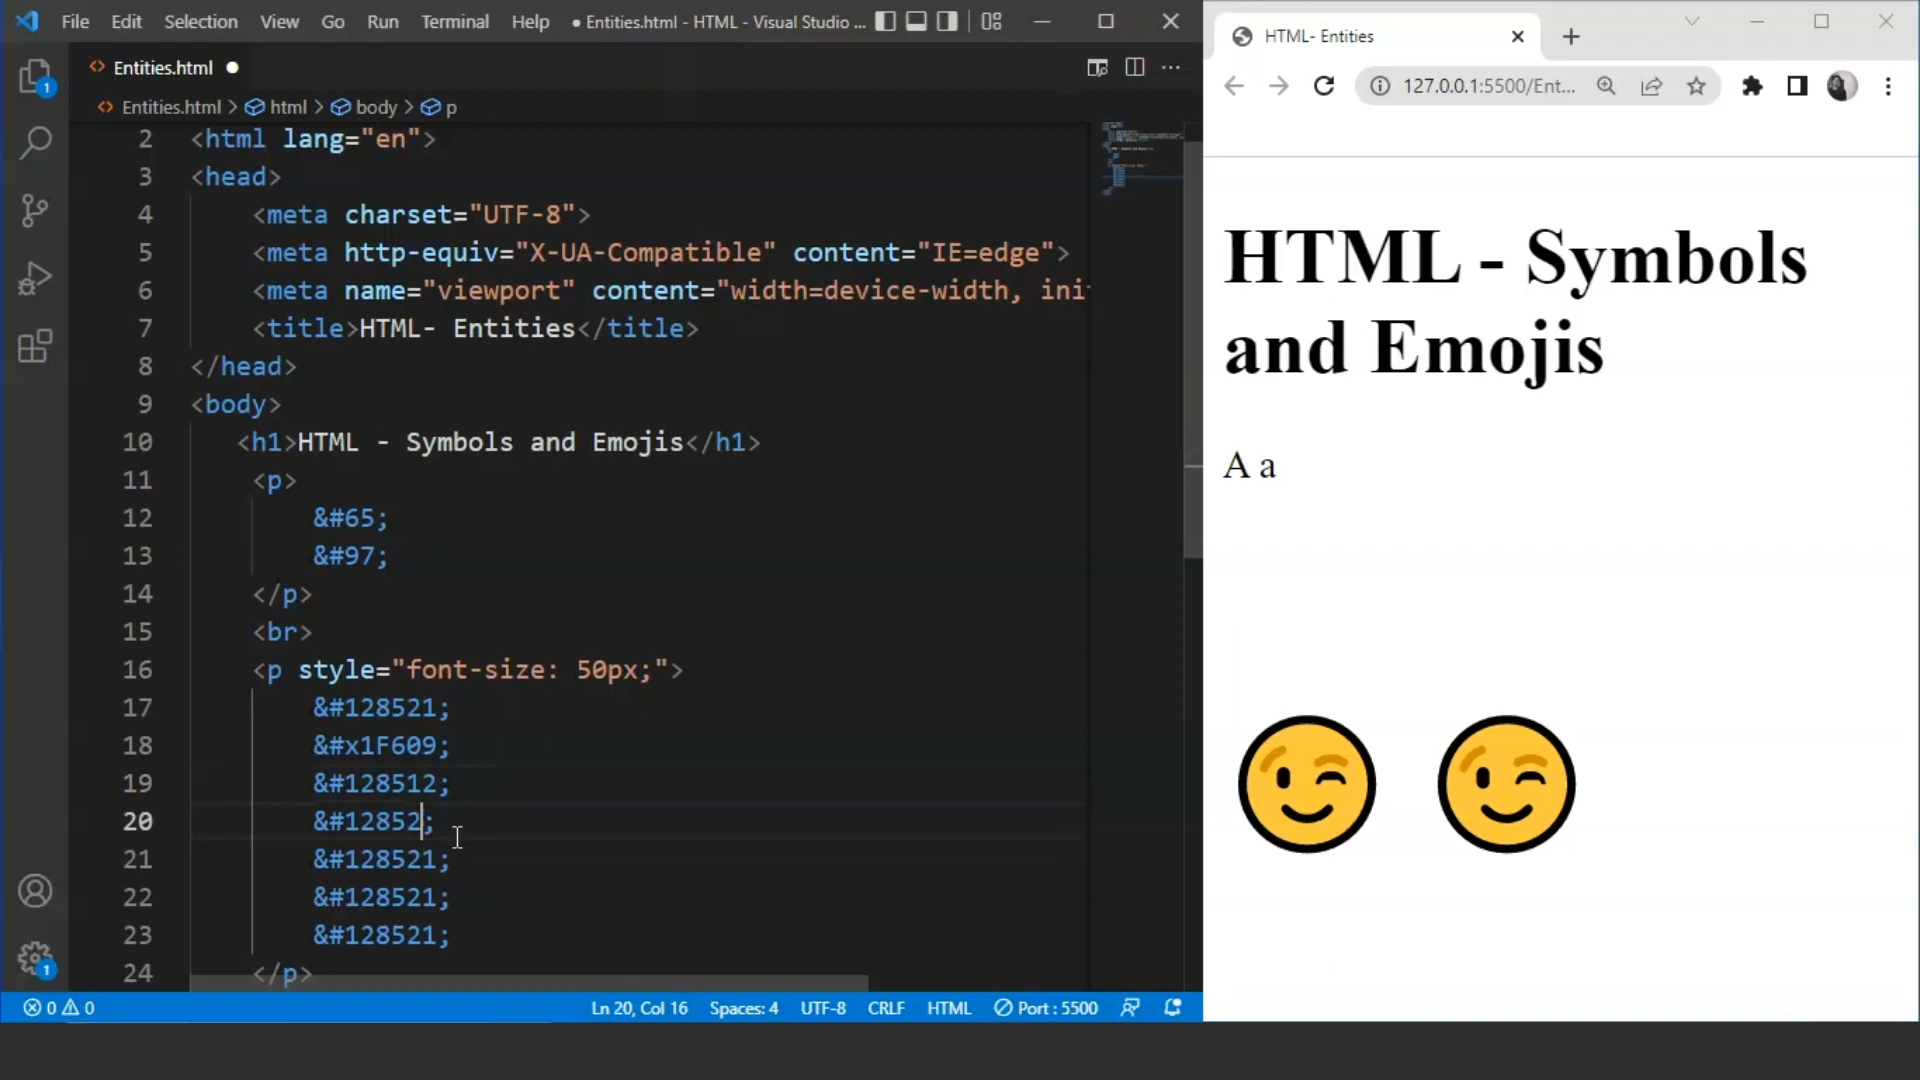 File Edit Selection View Go Run Terminal Help ● Entities.html - HTML - Visual Studio ...
Entities.html ●
1
Entities.html > html > body > p
2 <html lang="en">
3 <head>
4 <meta charset="UTF-8">
5 <meta http-equiv="X-UA-Compatible" content="IE=edge">
6 <meta name="viewport" content="width=device-width, ini
7 <title>HTML- Entities</title>
8 </head>
9 <body>
10 <h1>HTML - Symbols and Emojis</h1>
11 <p>
12 &#65;
13 &#97;
14 </p>
15 <br>
16 <p style="font-size: 50px;">
17 &#128521;
18 &#x1F609;
19 &#128512;
20 &#12852;
21 &#128521;
22 &#128521;
23 &#128521;
24 </p>
1
0 0 Ln 20, Col 16 Spaces: 4 UTF-8 CRLF HTML Port : 5500
HTML- Entities
127.0.0.1:5500/Ent...
HTML - Symbols
and Emojis
A a